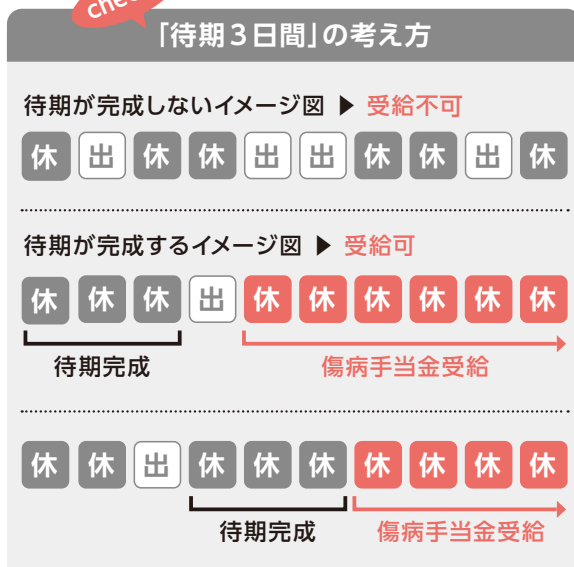 check
「待期3日間」の考え方
待期が完成しないイメージ図 ▶ 受給不可
休 出 休 休 出 出 休 休 出 休
待期が完成するイメージ図 ▶ 受給可
休 休 休 出 休 休 休 休 休 休
待期完成 傷病手当金受給
休 休 出 休 休 休 休 休 休 休
待期完成 傷病手当金受給